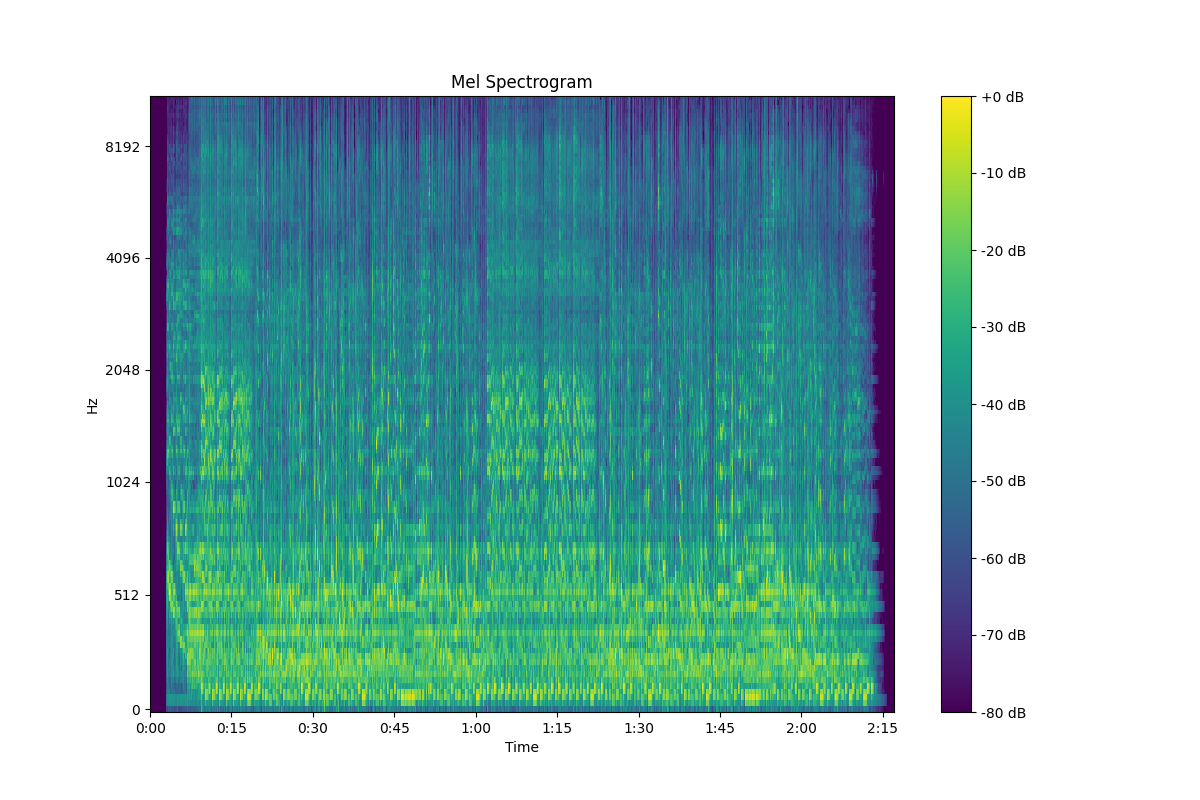 Mel Spectrogram
+0 dB
8192
-10 dB
-20 dB
4096
-30 dB
2048
-40 dB
Hz
1024
-50 dB
-60 dB
512
-70 dB
0
-80 dB
0:00 0:15 0:30 0:45 1:00 1:15 1:30 1:45 2:00 2:15
Time